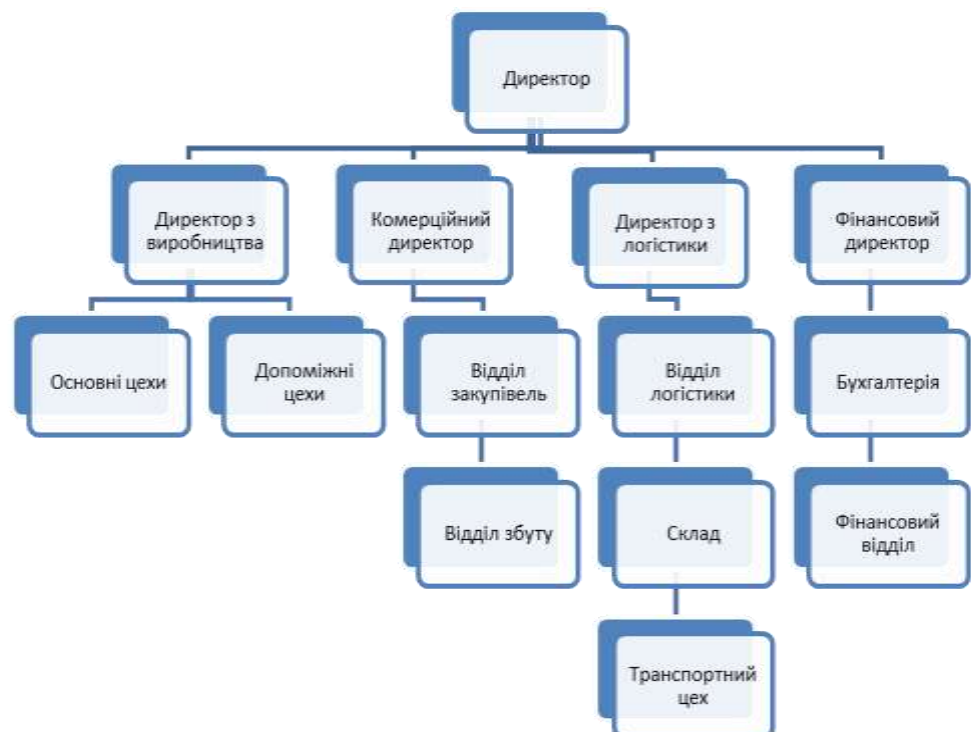 Директор
Директор з
виробництва
Комерційний
директор
Директор з
логістики
Фінансовий
директор
Основні цехи
Допоміжні
цехи
Відділ
закупівель
Відділ
логістики
Бухгалтерія
Відділ збуту
Склад
Фінансовий
відділ
Транспортний
цех